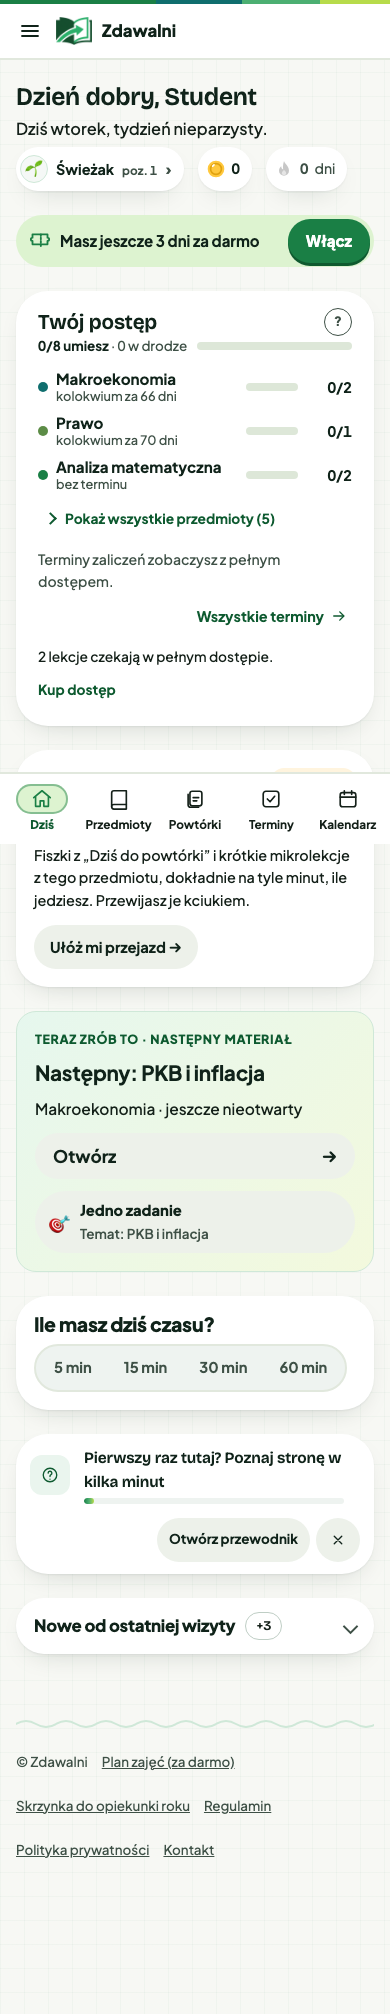 Zdawalni
Dzień dobry, Student
Dziś wtorek, tydzień nieparzysty.
Świeżak poz. 1 ›
0
0 dni
Masz jeszcze 3 dni za darmo
Włącz
Twój postęp
?
0/8 umiesz · 0 w drodze
Makroekonomia
kolokwium za 66 dni
0/2
Prawo
kolokwium za 70 dni
0/1
Analiza matematyczna
bez terminu
0/2
Pokaż wszystkie przedmioty (5)
Terminy zaliczeń zobaczysz z pełnym
dostępem.
Wszystkie terminy →
2 lekcje czekają w pełnym dostępie.
Kup dostęp
Dziś
Przedmioty
Powtórki
Terminy
Kalendarz
Fiszki z „Dziś do powtórki” i krótkie mikrolekcje
z tego przedmiotu, dokładnie na tyle minut, ile
jedziesz. Przewijasz je kciukiem.
Ułóż mi przejazd →
TERAZ ZRÓB TO · NASTĘPNY MATERIAŁ
Następny: PKB i inflacja
Makroekonomia · jeszcze nieotwarty
Otwórz →
Jedno zadanie
Temat: PKB i inflacja
Ile masz dziś czasu?
5 min
15 min
30 min
60 min
Pierwszy raz tutaj? Poznaj stronę w
kilka minut
Otwórz przewodnik
×
Nowe od ostatniej wizyty
+3
© Zdawalni Plan zajęć (za darmo)
Skrzynka do opiekunki roku Regulamin
Polityka prywatności Kontakt